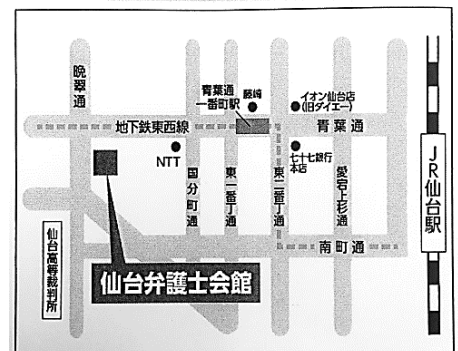 晩翠通
青葉通
一番町駅
藤崎
イオン仙台店
(旧ダイエー)
地下鉄東西線
青葉通
NTT
七十七銀行
本店
国分町通
東一番丁通
東二番丁通
愛宕上杉通
JR仙台駅
南町通
仙台高等裁判所
仙台弁護士会館